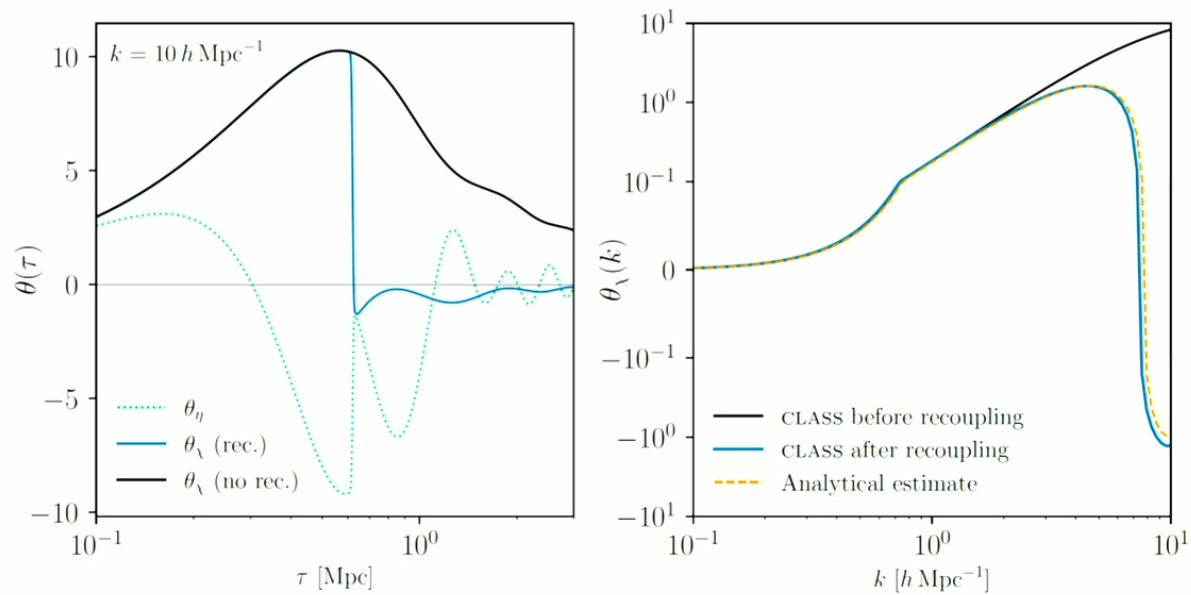 k = 10 h Mpc⁻¹
θ(τ)
10
5
0
−5
−10
θ_η
θ_χ (rec.)
θ_χ (no rec.)
10⁻¹
10⁰
τ [Mpc]
θ_χ(k)
10¹
10⁰
10⁻¹
0
−10⁻¹
−10⁰
−10¹
CLASS before recoupling
CLASS after recoupling
Analytical estimate
10⁻¹
10⁰
10¹
k [h Mpc⁻¹]